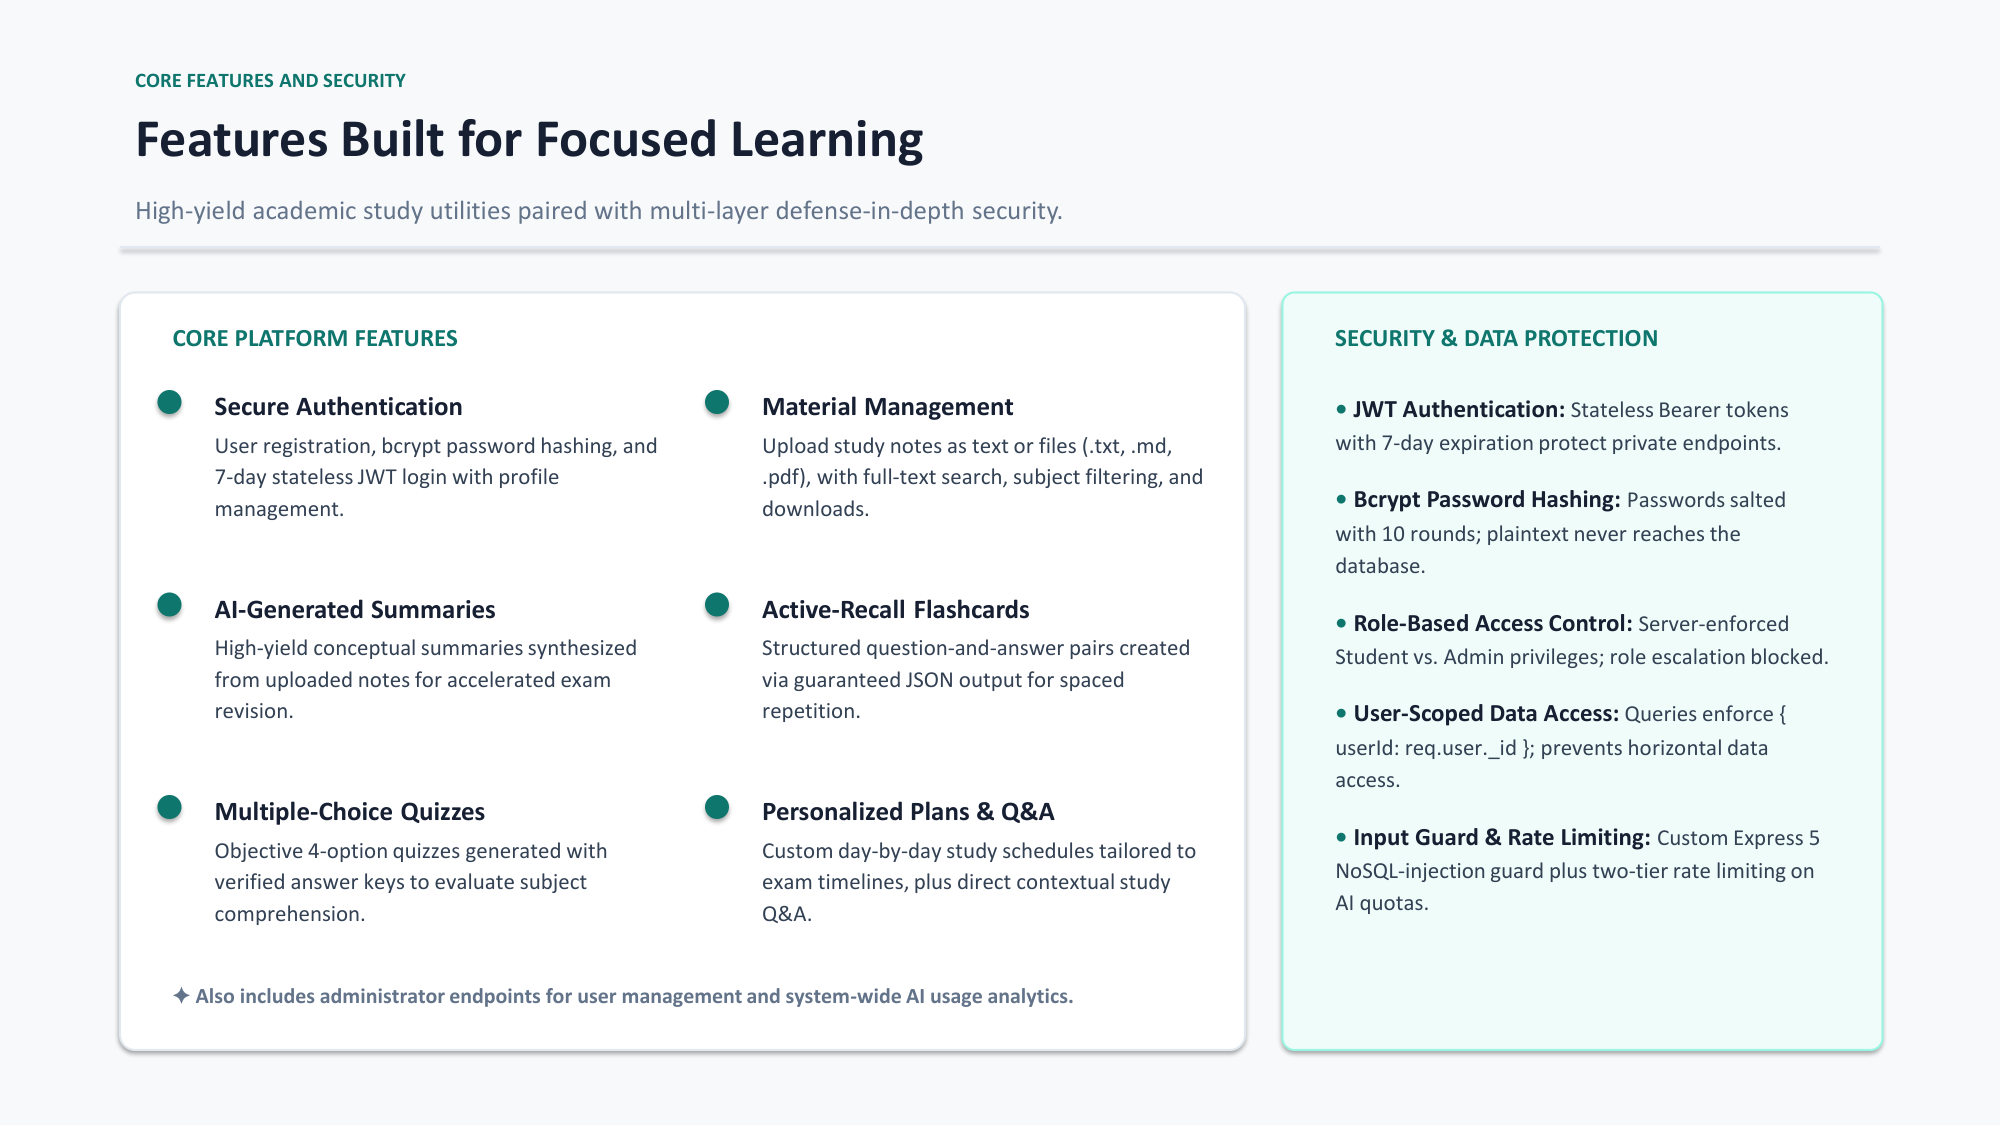 CORE FEATURES AND SECURITY
Features Built for Focused Learning
High-yield academic study utilities paired with multi-layer defense-in-depth security.
CORE PLATFORM FEATURES
Secure Authentication
User registration, bcrypt password hashing, and
7-day stateless JWT login with profile
management.
Material Management
Upload study notes as text or files (.txt, .md,
.pdf), with full-text search, subject filtering, and
downloads.
AI-Generated Summaries
High-yield conceptual summaries synthesized
from uploaded notes for accelerated exam
revision.
Active-Recall Flashcards
Structured question-and-answer pairs created
via guaranteed JSON output for spaced
repetition.
Multiple-Choice Quizzes
Objective 4-option quizzes generated with
verified answer keys to evaluate subject
comprehension.
Personalized Plans & Q&A
Custom day-by-day study schedules tailored to
exam timelines, plus direct contextual study
Q&A.
✦ Also includes administrator endpoints for user management and system-wide AI usage analytics.
SECURITY & DATA PROTECTION
• JWT Authentication: Stateless Bearer tokens
with 7-day expiration protect private endpoints.
• Bcrypt Password Hashing: Passwords salted
with 10 rounds; plaintext never reaches the
database.
• Role-Based Access Control: Server-enforced
Student vs. Admin privileges; role escalation blocked.
• User-Scoped Data Access: Queries enforce {
userId: req.user._id }; prevents horizontal data
access.
• Input Guard & Rate Limiting: Custom Express 5
NoSQL-injection guard plus two-tier rate limiting on
AI quotas.